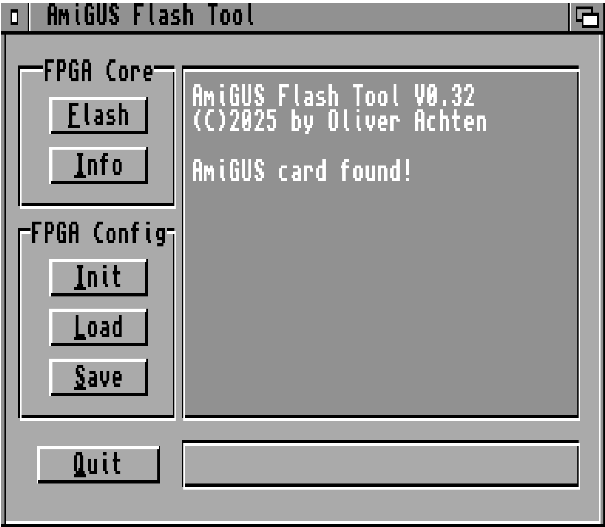 AmiGUS Flash Tool
FPGA Core
Flash
Info
FPGA Config
Init
Load
Save
Quit
AmiGUS Flash Tool V0.32
(C)2025 by Oliver Achten
AmiGUS card found!